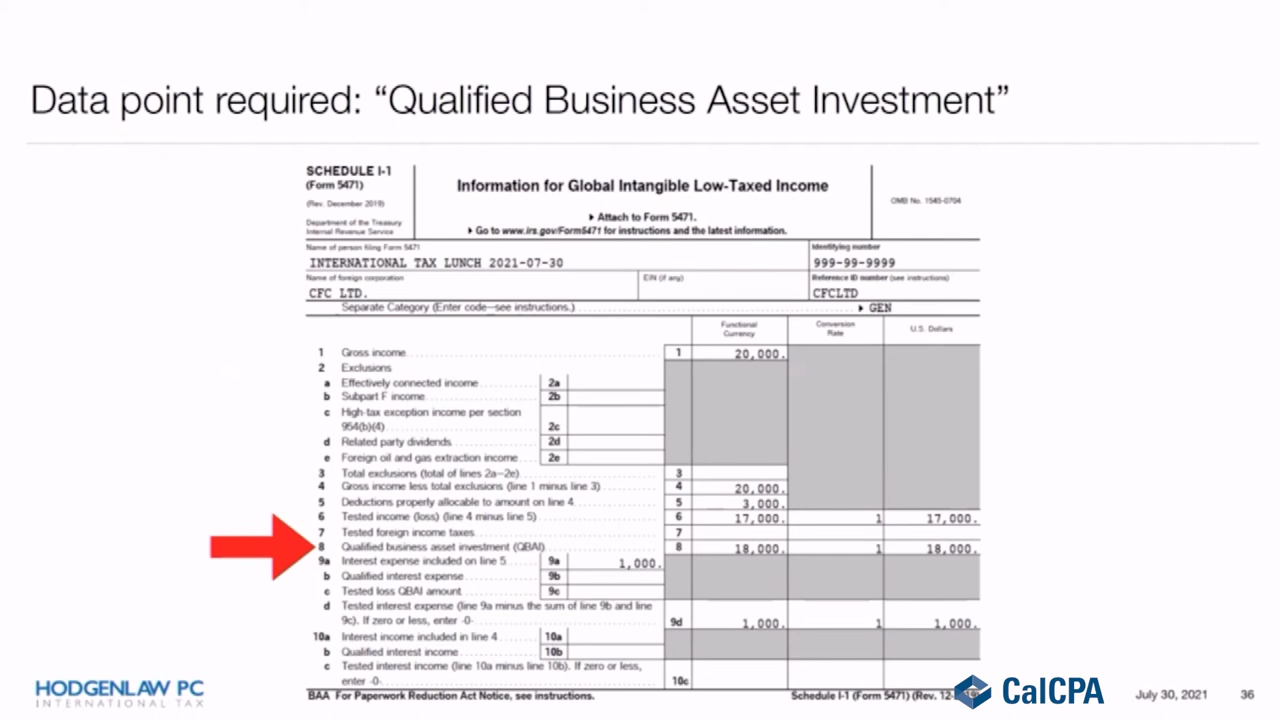 Data point required: “Qualified Business Asset Investment”
SCHEDULE I-1
(Form 5471)
(Rev. December 2019)
Department of the Treasury
Internal Revenue Service
Information for Global Intangible Low-Taxed Income
▸ Attach to Form 5471.
▸ Go to www.irs.gov/Form5471 for instructions and the latest information.
OMB No. 1545-0704
Name of person filing Form 5471
Identifying number
INTERNATIONAL TAX LUNCH 2021-07-30
999-99-9999
Name of foreign corporation
EIN (if any)
Reference ID number (see instructions)
CFC LTD.
CFCLTD
Separate Category (Enter code—see instructions.) ▸ GEN
Functional Currency
Conversion Rate
U.S. Dollars
1 Gross income 1 20,000.
2 Exclusions
a Effectively connected income 2a
b Subpart F income 2b
c High-tax exception income per section
954(b)(4) 2c
d Related party dividends 2d
e Foreign oil and gas extraction income 2e
3 Total exclusions (total of lines 2a–2e) 3
4 Gross income less total exclusions (line 1 minus line 3) 4 20,000.
5 Deductions properly allocable to amount on line 4 5 3,000.
6 Tested income (loss) (line 4 minus line 5) 6 17,000. 1 17,000.
7 Tested foreign income taxes 7
8 Qualified business asset investment (QBAI) 8 18,000. 1 18,000.
9a Interest expense included on line 5 9a 1,000.
b Qualified interest expense 9b
c Tested loss QBAI amount 9c
d Tested interest expense (line 9a minus the sum of line 9b and line
9c). If zero or less, enter -0- 9d 1,000. 1 1,000.
10a Interest income included in line 4 10a
b Qualified interest income 10b
c Tested interest income (line 10a minus line 10b). If zero or less,
enter -0- 10c
BAA For Paperwork Reduction Act Notice, see instructions.
Schedule I-1 (Form 5471) (Rev. 12-
HODGENLAW PC
INTERNATIONAL TAX
CalCPA
July 30, 2021
36